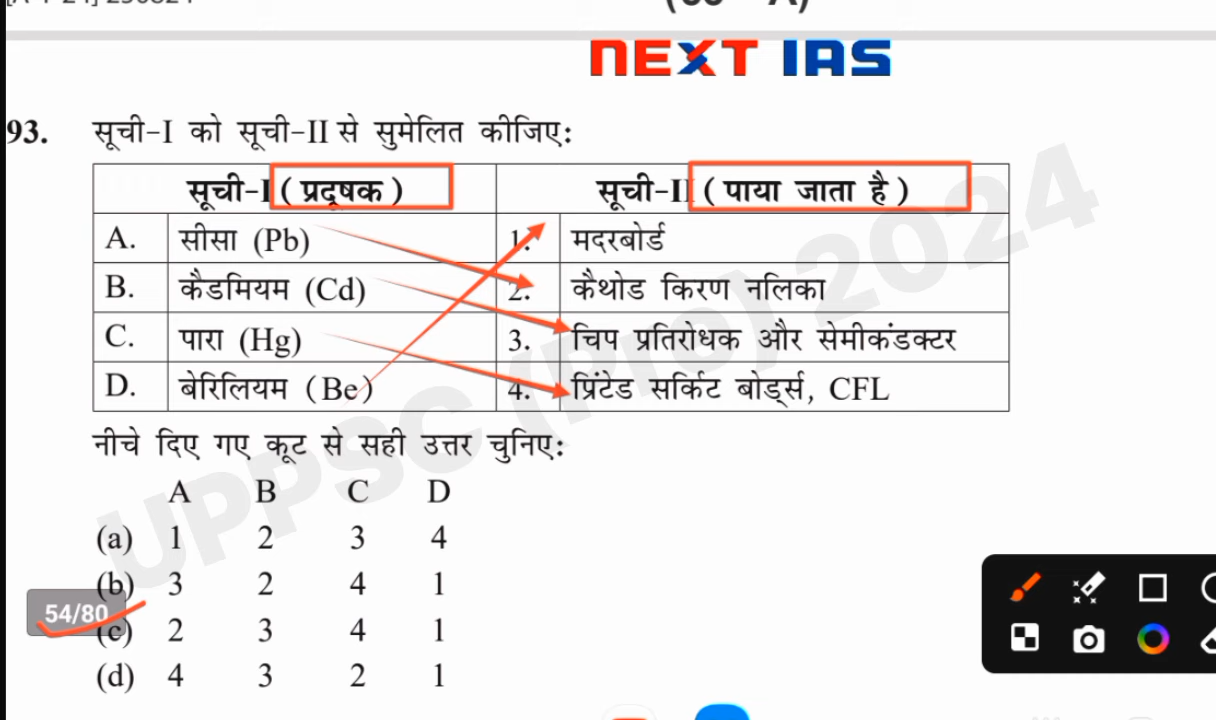 NEXT IAS
93. सूची-I को सूची-II से सुमेलित कीजिए:
सूची-I ( प्रदूषक ) सूची-II ( पाया जाता है )
A. सीसा (Pb) 1. मदरबोर्ड
B. कैडमियम (Cd) 2. कैथोड किरण नलिका
C. पारा (Hg) 3. चिप प्रतिरोधक और सेमीकंडक्टर
D. बेरिलियम (Be) 4. प्रिंटेड सर्किट बोर्ड्स, CFL
नीचे दिए गए कूट से सही उत्तर चुनिए:
A B C D
(a) 1 2 3 4
(b) 3 2 4 1
54/80
(c) 2 3 4 1
(d) 4 3 2 1
UPPSC (Pro) 2024